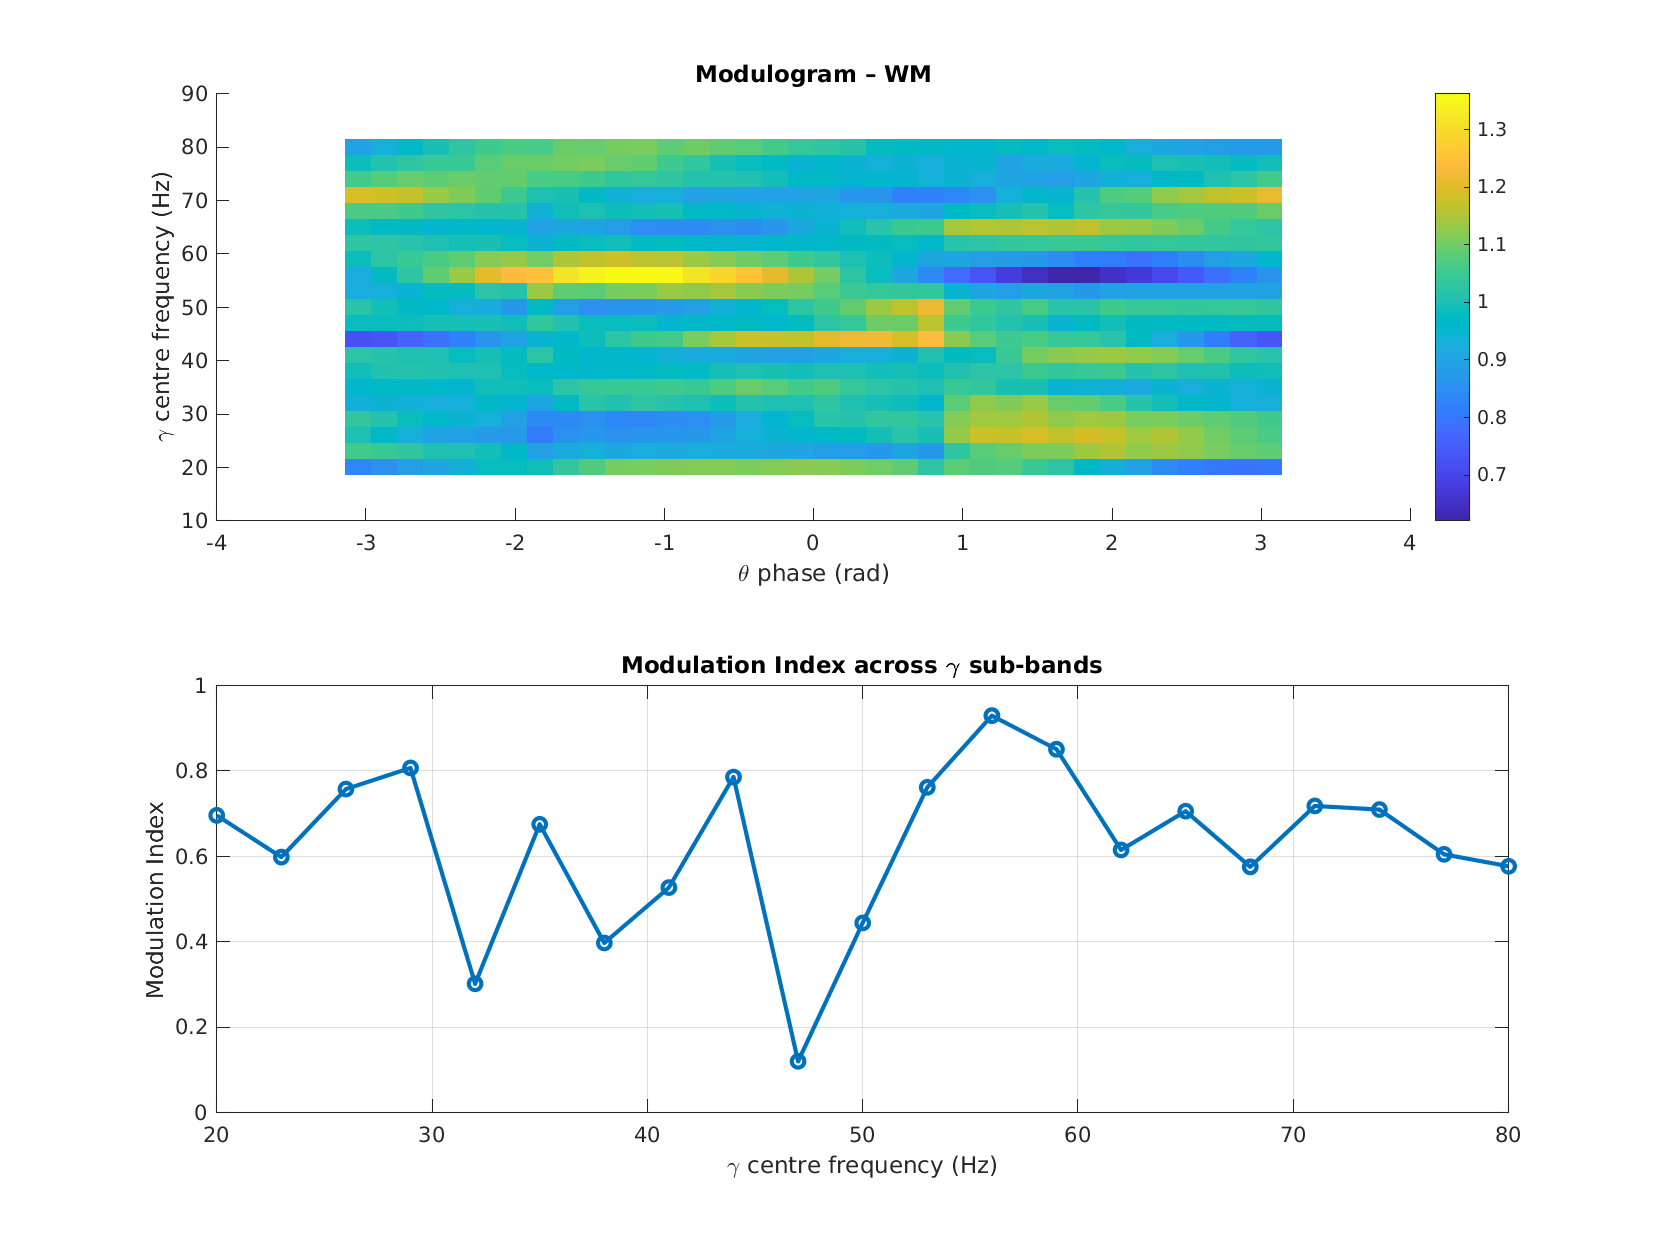 Modulogram – WM
γ centre frequency (Hz)
90
80
70
60
50
40
30
20
10
-4 -3 -2 -1 0 1 2 3 4
θ phase (rad)
1.3
1.2
1.1
1
0.9
0.8
0.7
Modulation Index across γ sub-bands
Modulation Index
1
0.8
0.6
0.4
0.2
0
20 30 40 50 60 70 80
γ centre frequency (Hz)